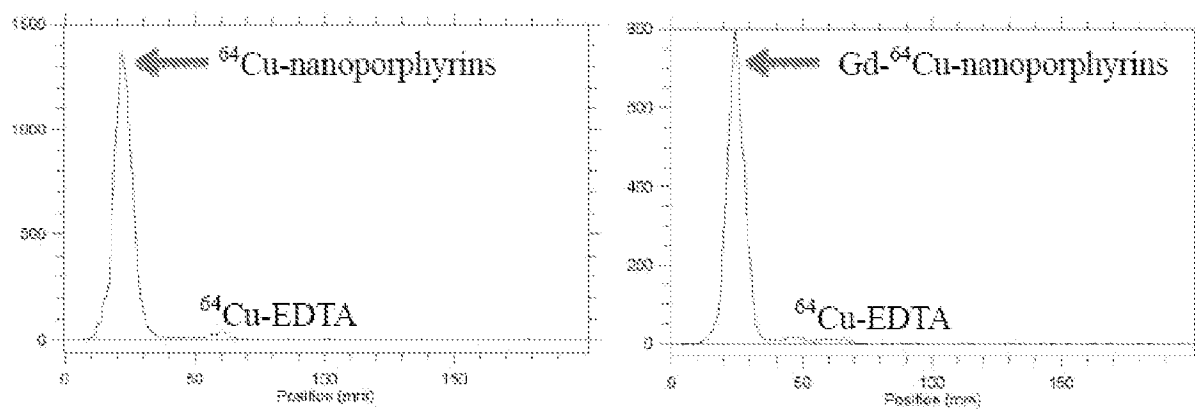 1500
1000
500
0
⁶⁴Cu-nanoporphyrins
⁶⁴Cu-EDTA
0 50 100 150
Position (mm)
800
600
400
200
0
Gd-⁶⁴Cu-nanoporphyrins
⁶⁴Cu-EDTA
0 50 100 150
Position (mm)